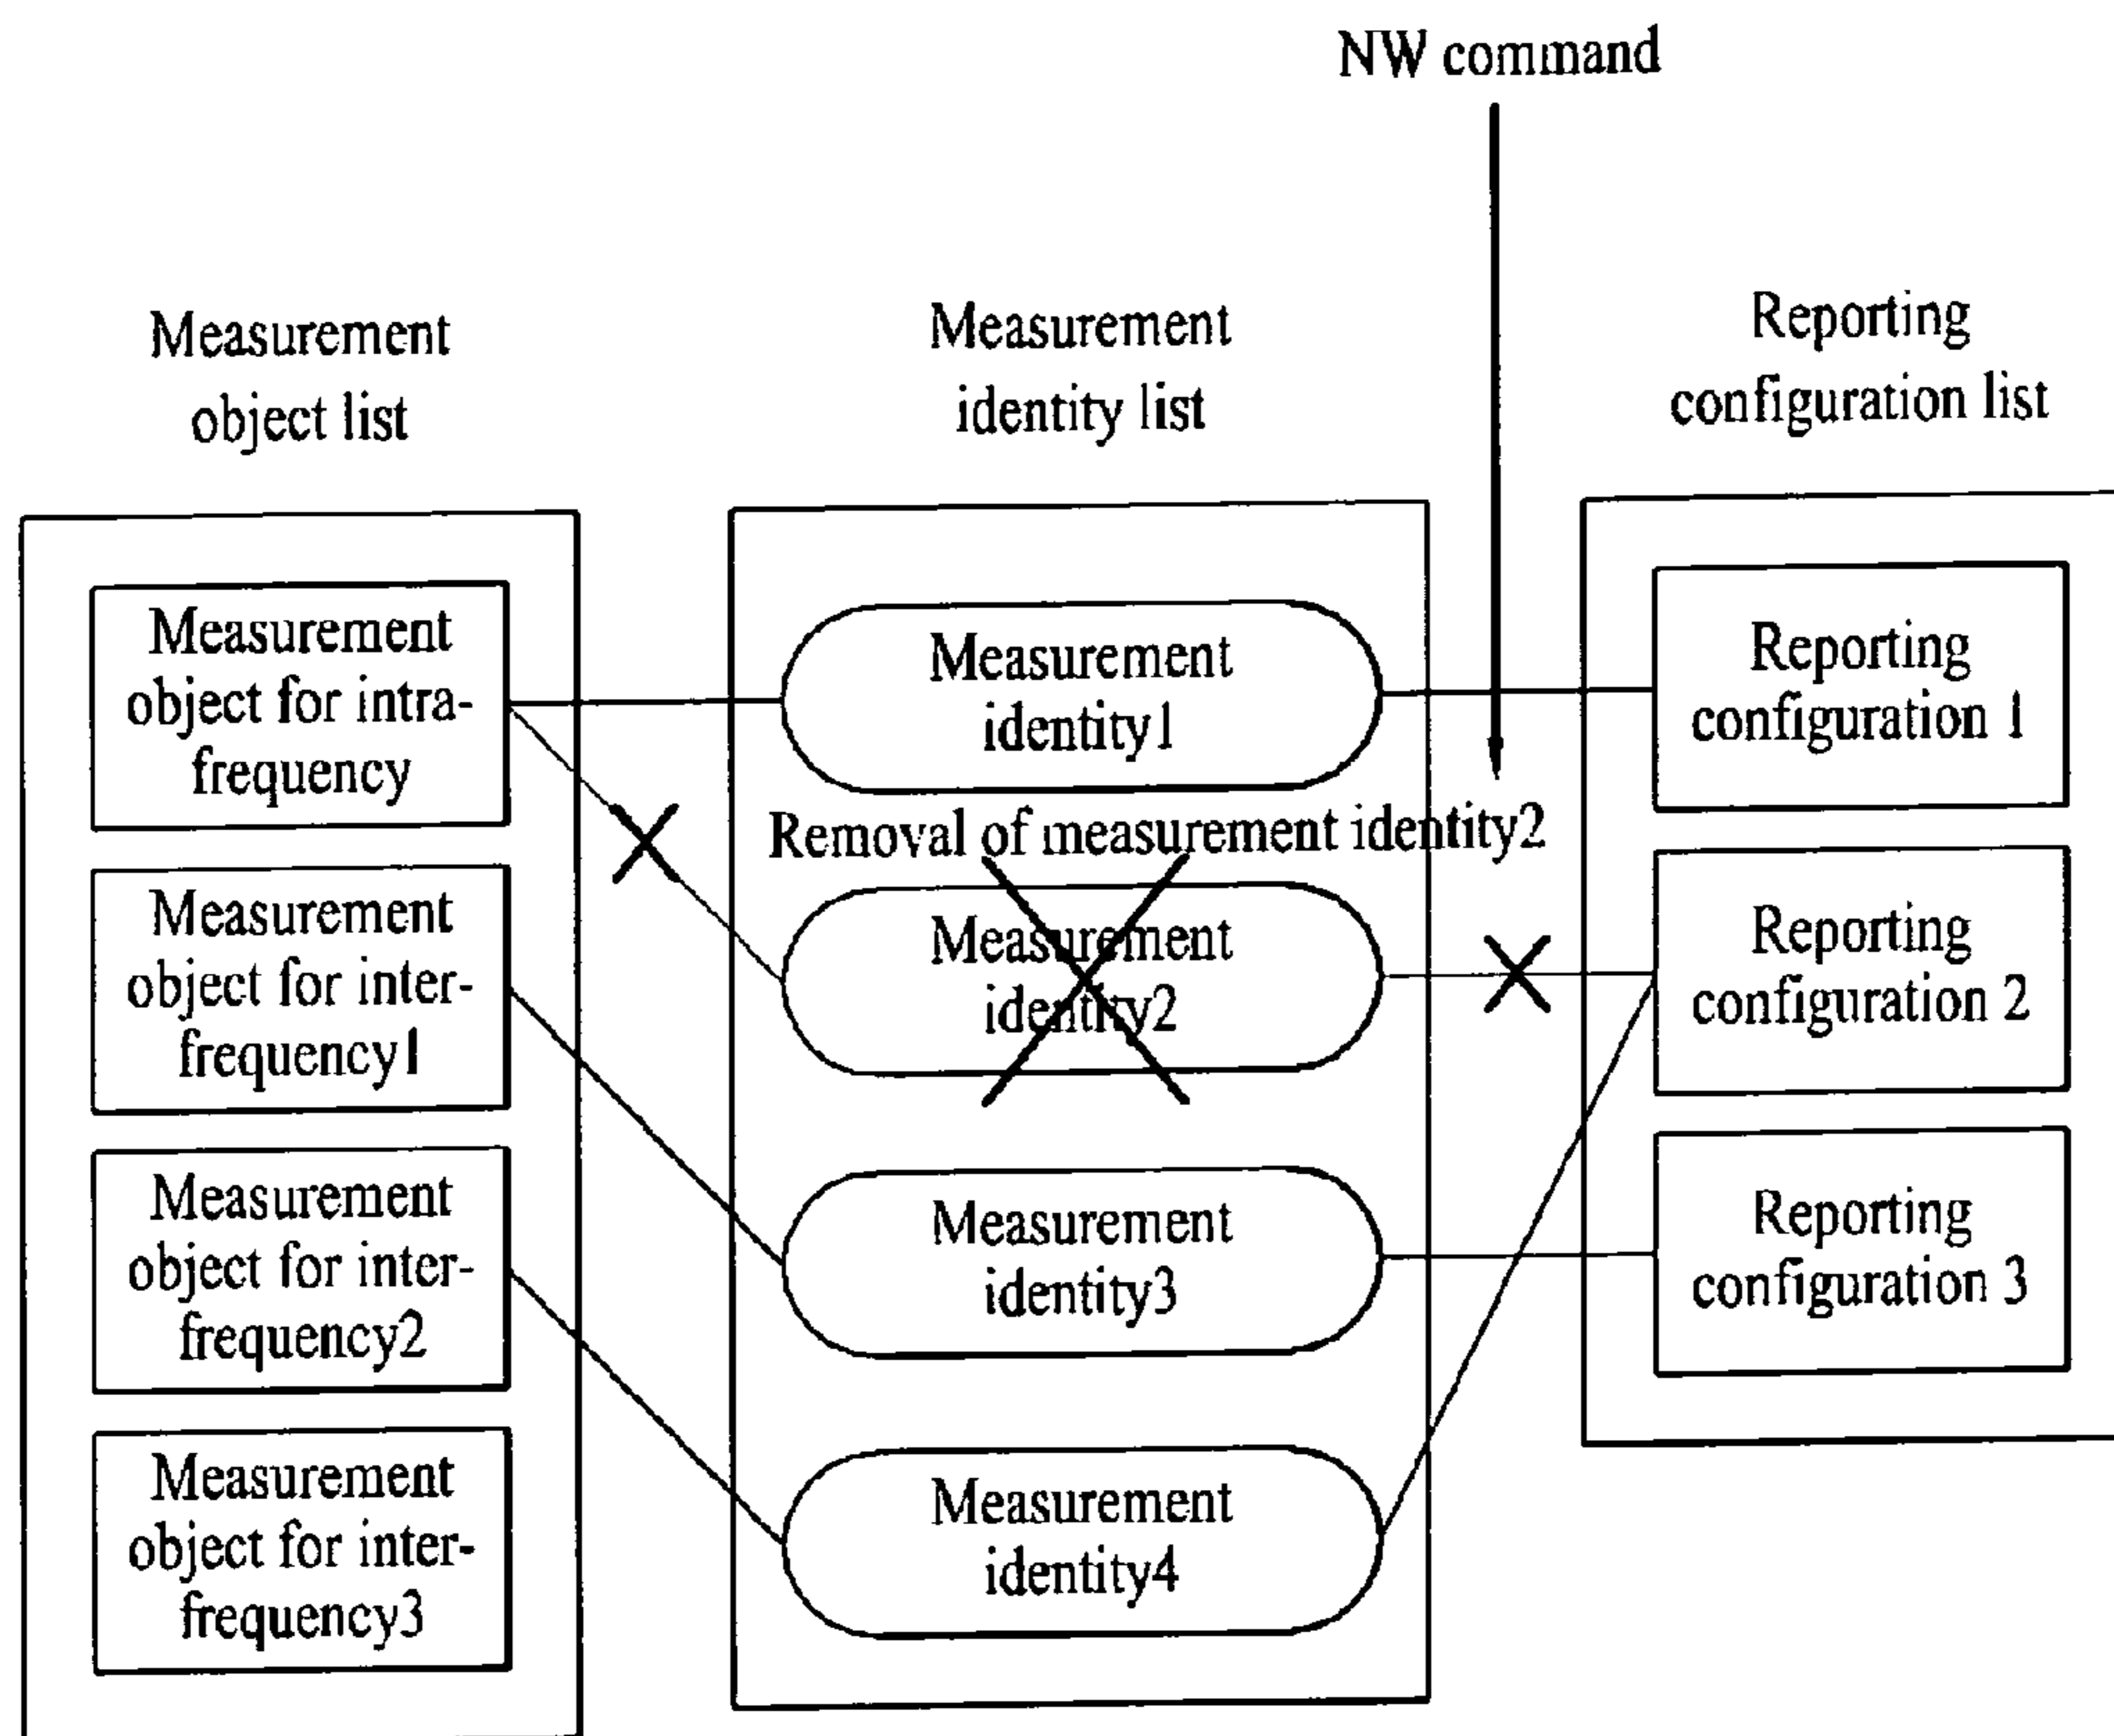 NW command
Measurement
object list
Measurement
identity list
Reporting
configuration list
Measurement
object for intra-
frequency
Measurement
object for inter-
frequency1
Measurement
object for inter-
frequency2
Measurement
object for inter-
frequency3
Measurement
identity1
Removal of measurement identity2
Measurement
identity2
Measurement
identity3
Measurement
identity4
Reporting
configuration 1
Reporting
configuration 2
Reporting
configuration 3